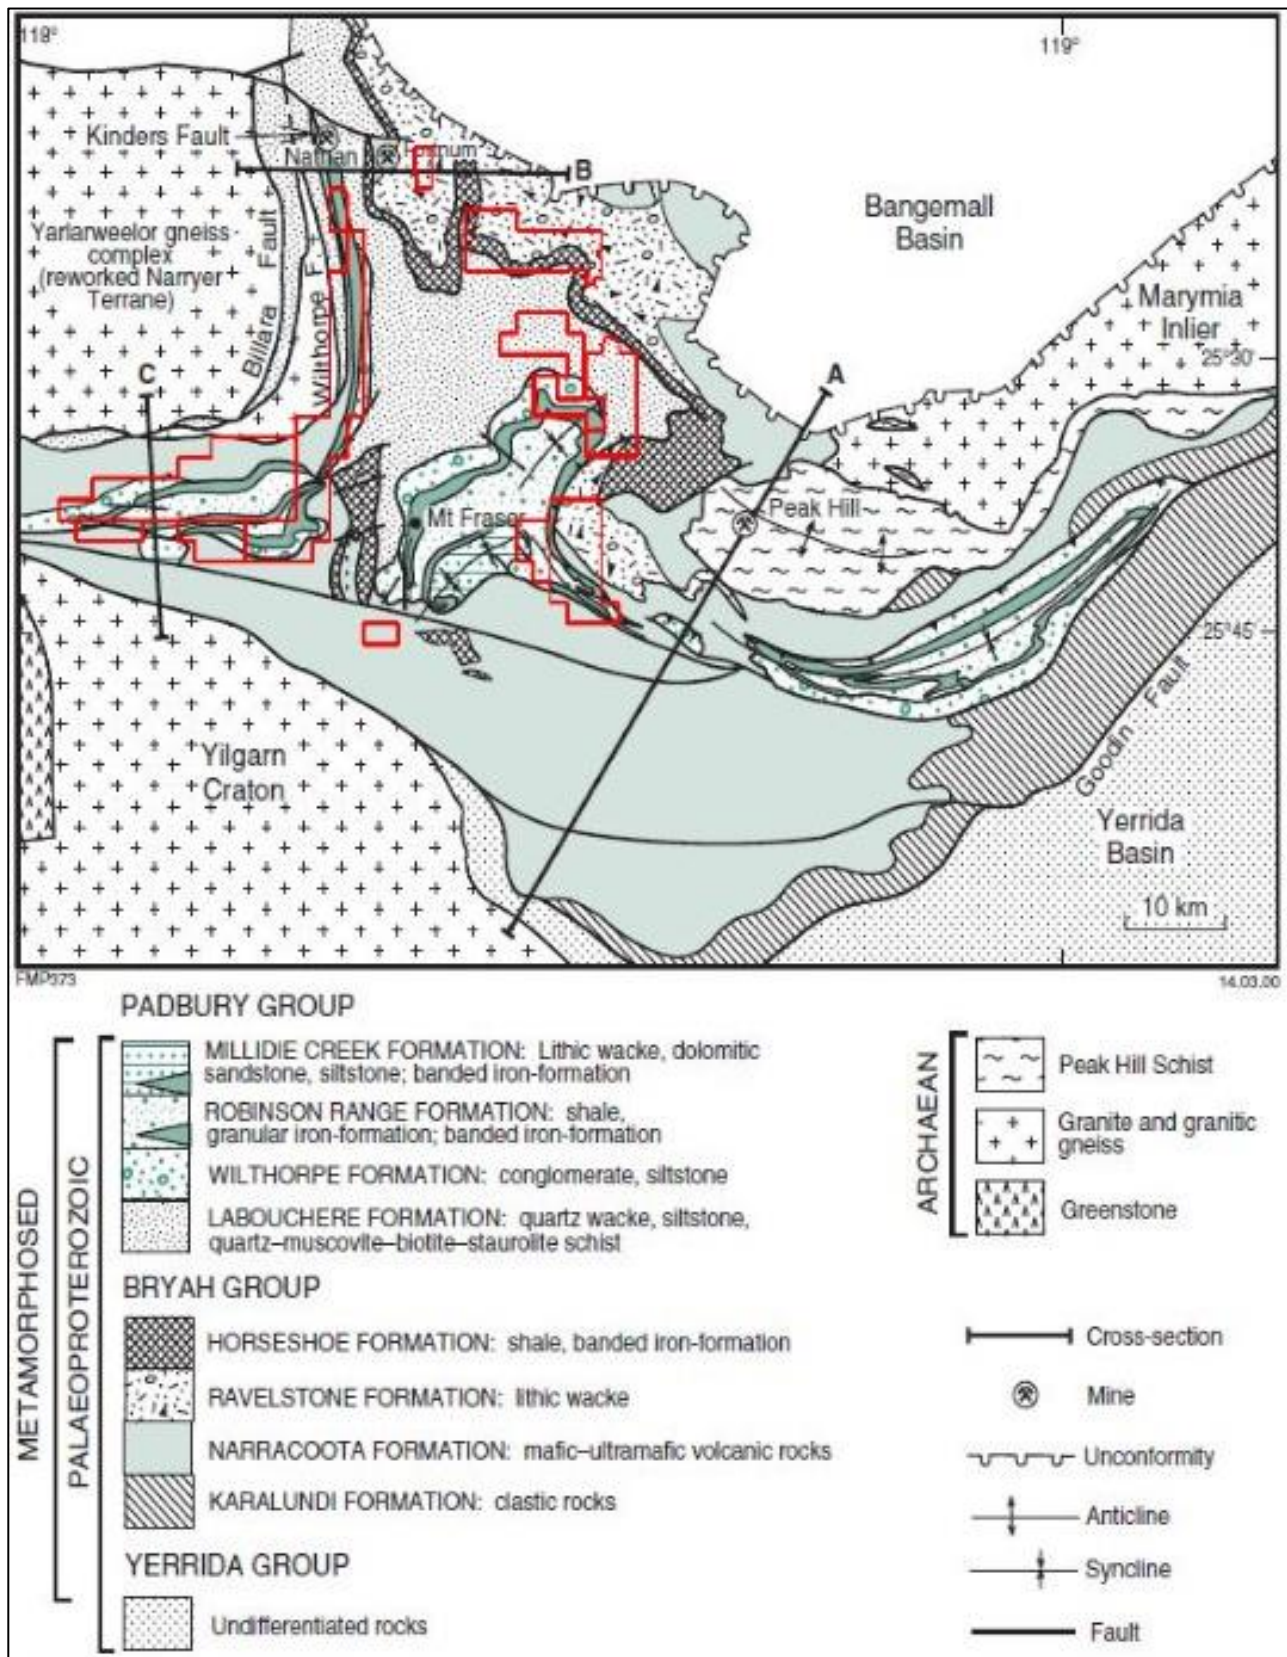 118°
119°
Kinders Fault
Nathan
B
Bangemall
Basin
Yarlarweelor gneiss
complex
(reworked Narryer
Terrane)
Billara Fault
Wilthorpe F
Marymia
Inlier
25°30'
C
A
Mt Fraser
Peak Hill
25°45'
Goodin Fault
Yilgarn
Craton
Yerrida
Basin
10 km
FMP373
14.03.00
PADBURY GROUP
MILLIDIE CREEK FORMATION: Lithic wacke, dolomitic
sandstone, siltstone; banded iron-formation
ROBINSON RANGE FORMATION: shale,
granular iron-formation; banded iron-formation
WILTHORPE FORMATION: conglomerate, siltstone
LABOUCHERE FORMATION: quartz wacke, siltstone,
quartz–muscovite–biotite–staurolite schist
BRYAH GROUP
HORSESHOE FORMATION: shale, banded iron-formation
RAVELSTONE FORMATION: lithic wacke
NARRACOOTA FORMATION: mafic–ultramafic volcanic rocks
KARALUNDI FORMATION: clastic rocks
YERRIDA GROUP
Undifferentiated rocks
METAMORPHOSED
PALAEOPROTEROZOIC
ARCHAEAN
Peak Hill Schist
Granite and granitic
gneiss
Greenstone
Cross-section
Mine
Unconformity
Anticline
Syncline
Fault